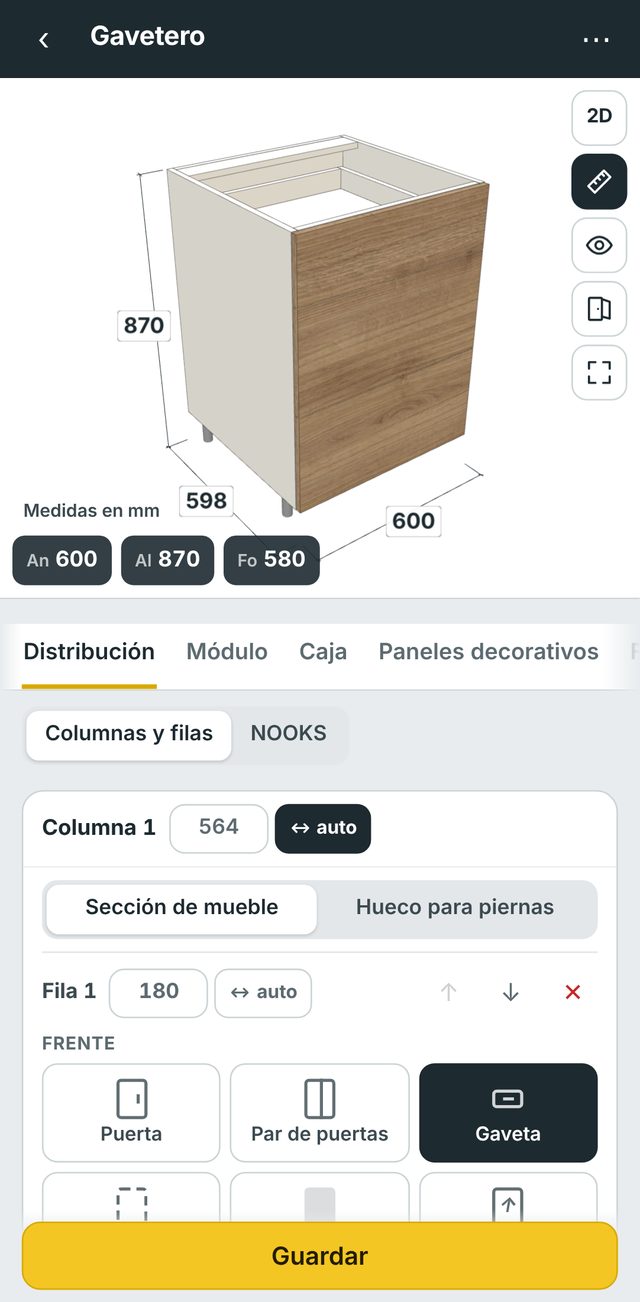 Gavetero
2D
870
Medidas en mm
598
600
An 600
Al 870
Fo 580
Distribución
Módulo
Caja
Paneles decorativos
Columnas y filas
NOOKS
Columna 1
564
↔ auto
Sección de mueble
Hueco para piernas
Fila 1
180
↔ auto
FRENTE
Puerta
Par de puertas
Gaveta
Guardar